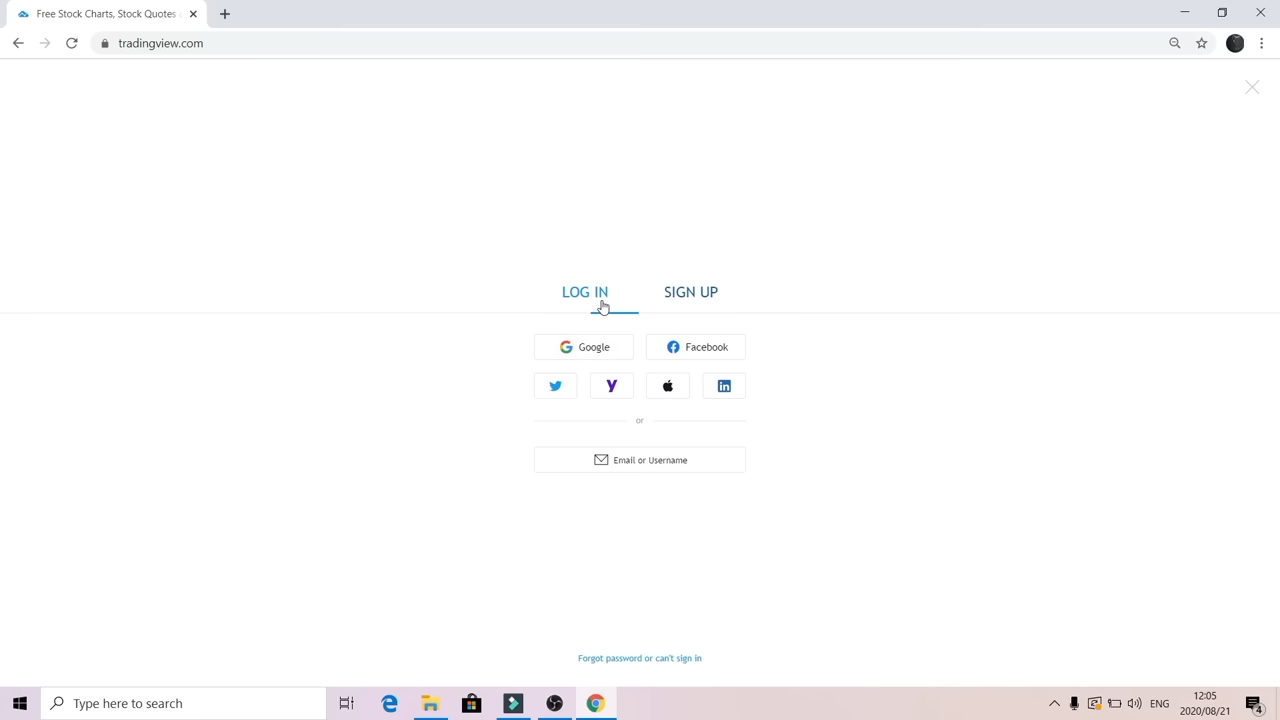 Free Stock Charts, Stock Quotes
tradingview.com
LOG IN
SIGN UP
Google
Facebook
or
Email or Username
Forgot password or can't sign in
Type here to search
ENG
12:05
2020/08/21
4